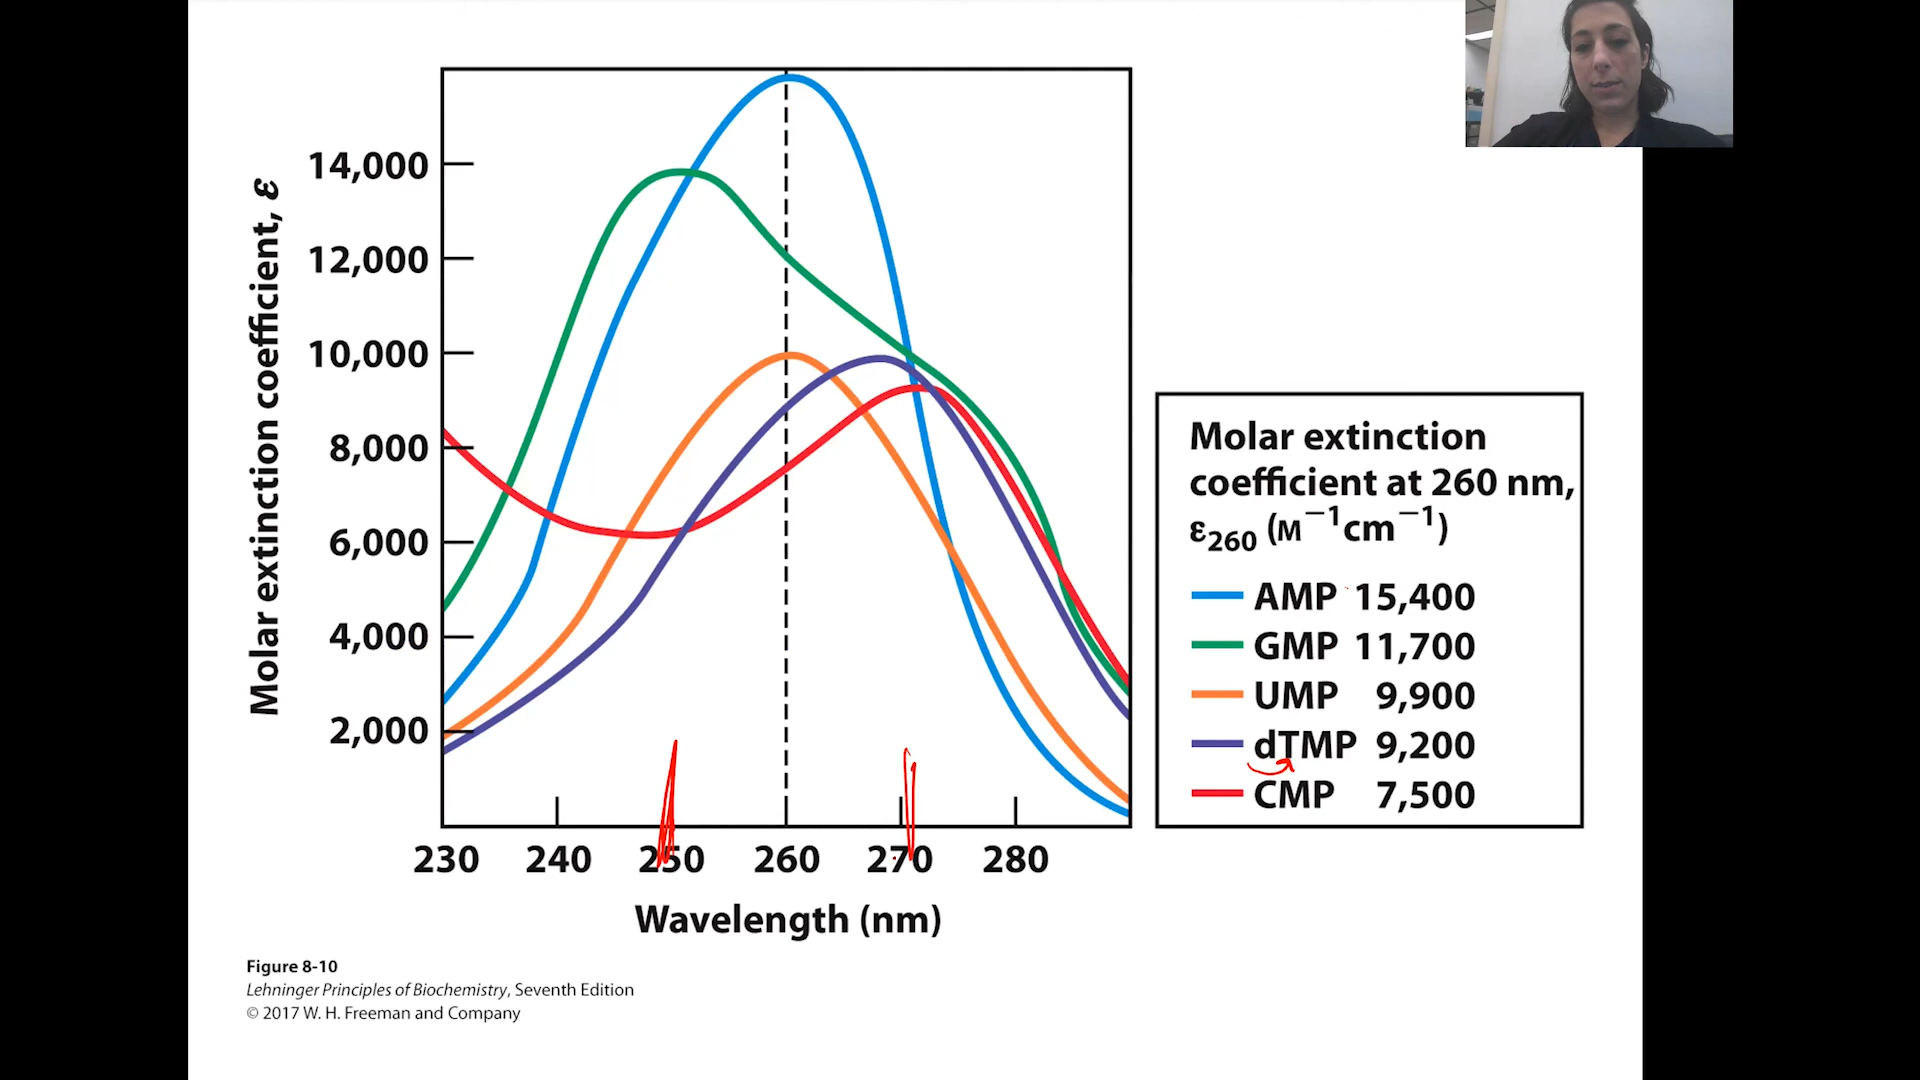 14,000
12,000
10,000
8,000
6,000
4,000
2,000
Molar extinction coefficient, ε
230 240 250 260 270 280
Wavelength (nm)
Molar extinction
coefficient at 260 nm,
ε260 (M−1cm−1)
AMP 15,400
GMP 11,700
UMP 9,900
dTMP 9,200
CMP 7,500
Figure 8-10
Lehninger Principles of Biochemistry, Seventh Edition
© 2017 W. H. Freeman and Company